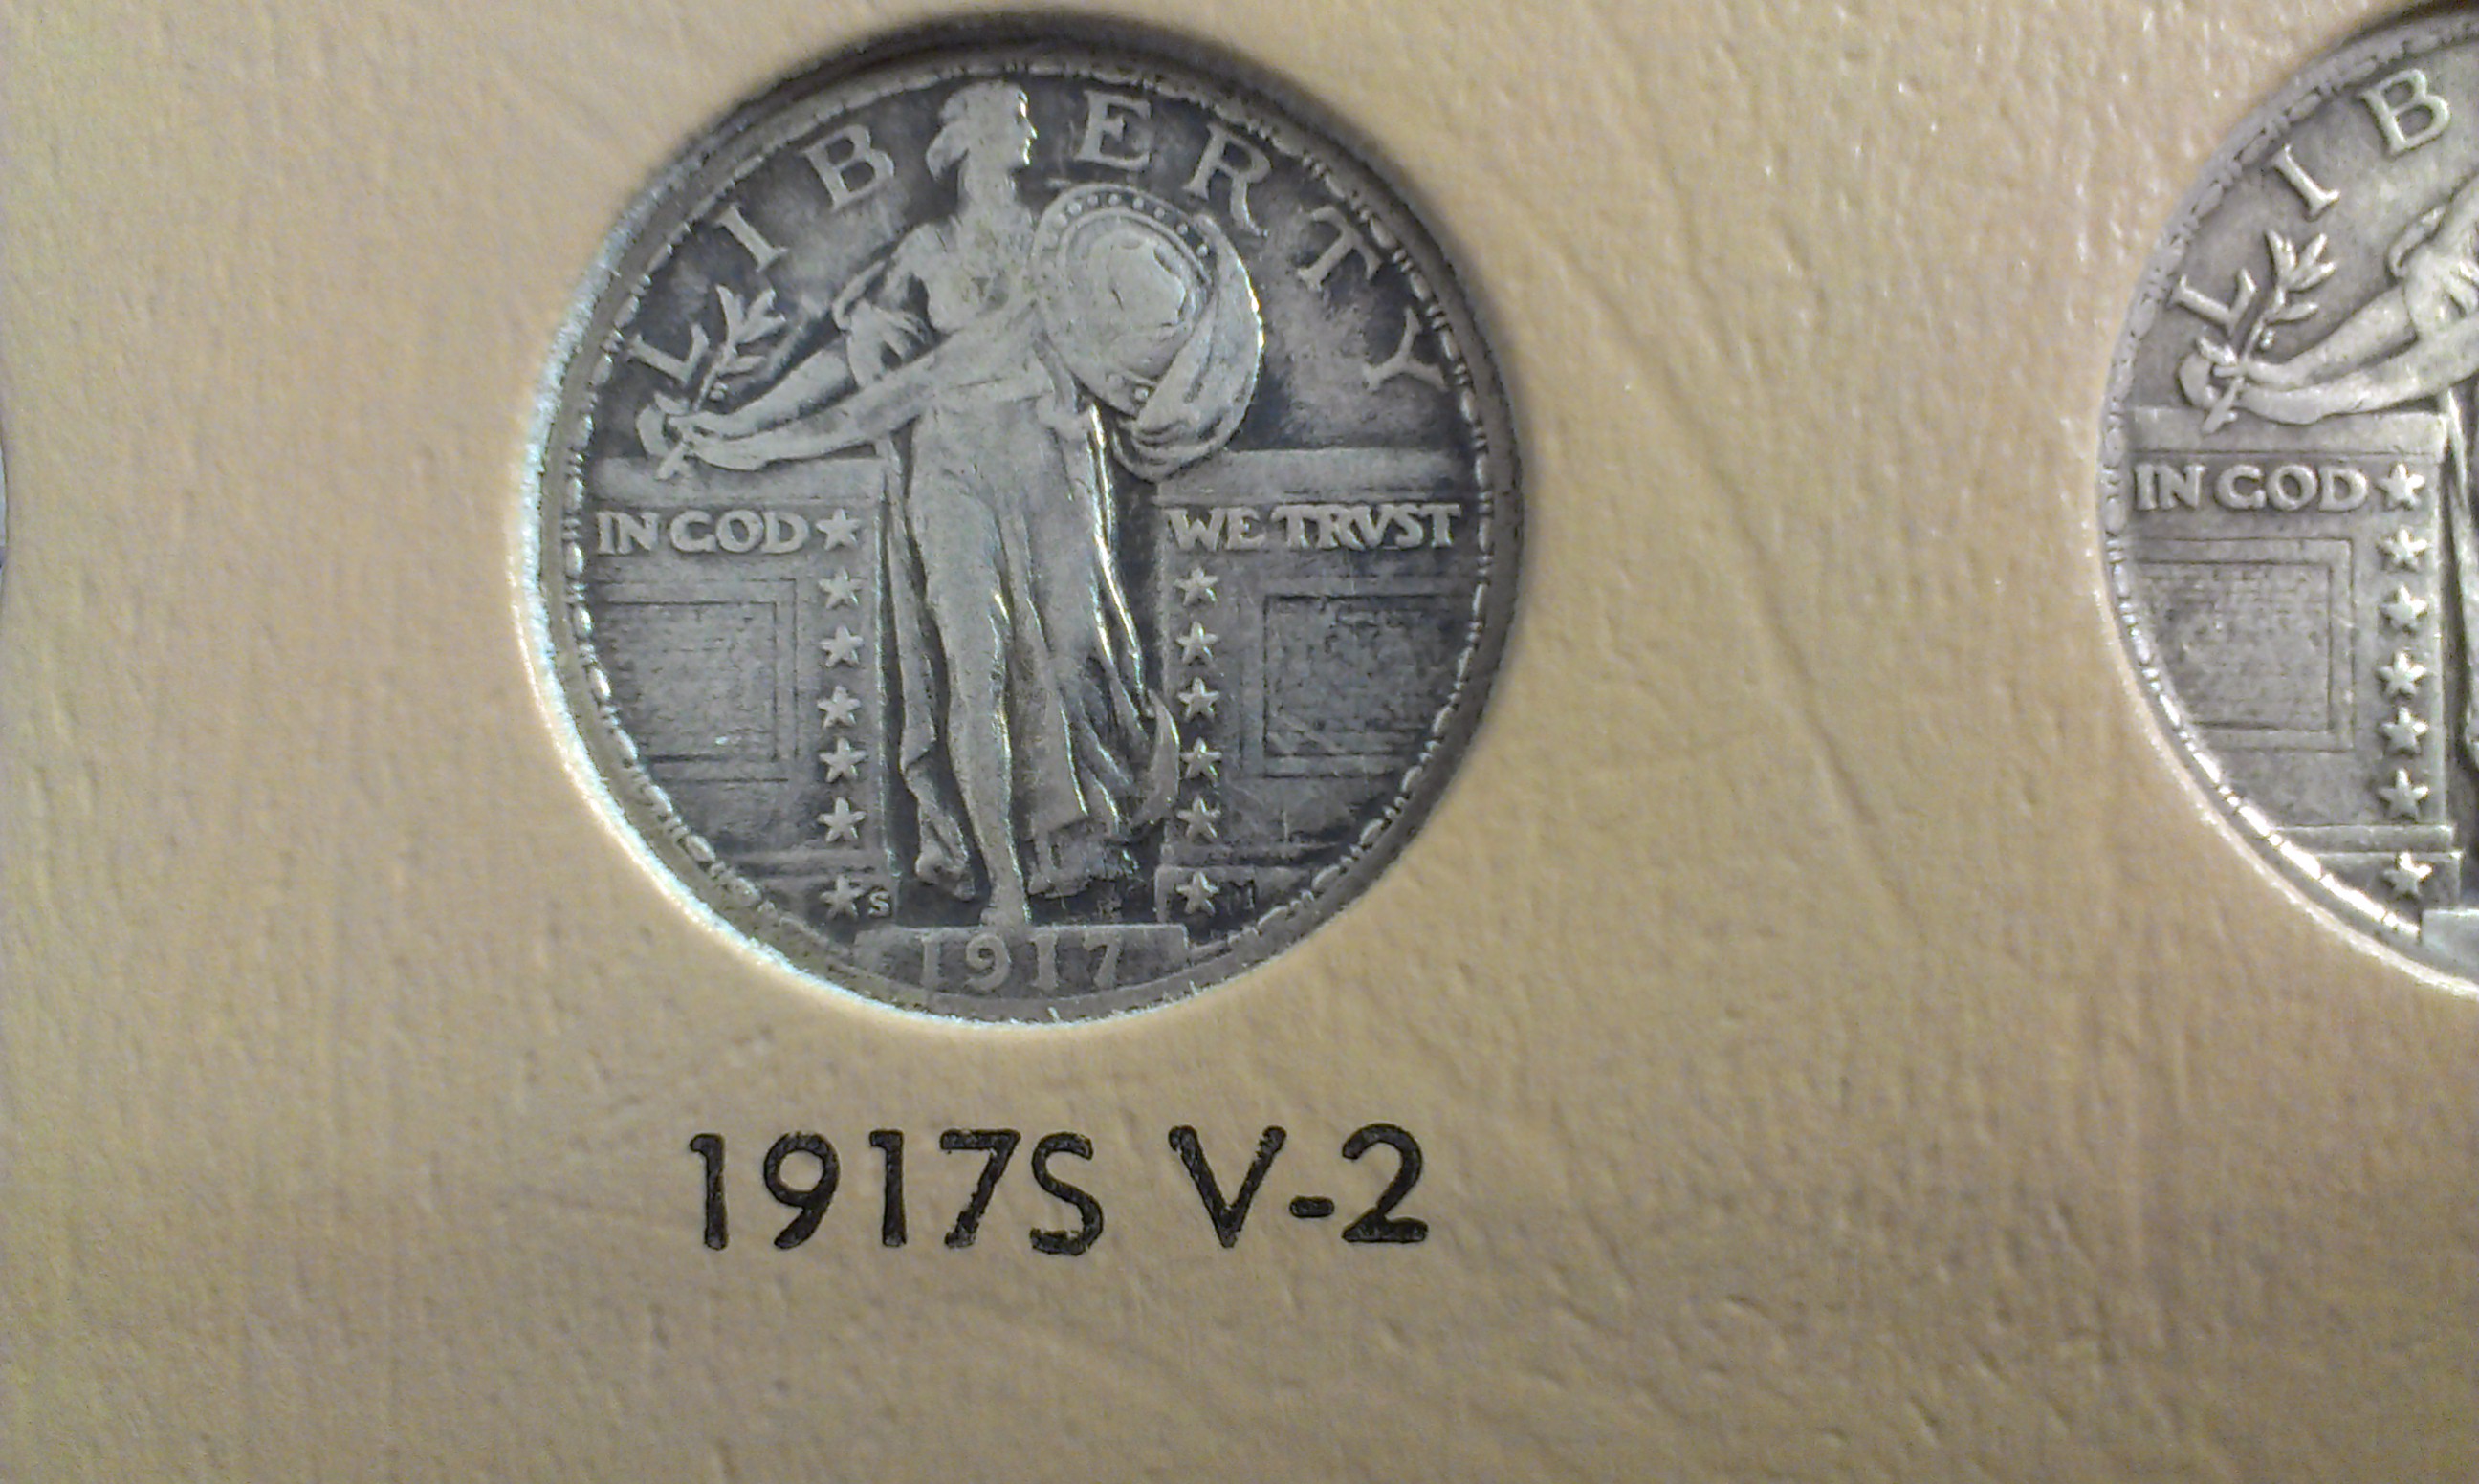 LIBERTY
IN GOD WE TRVST
S M
1917
LIB
IN GOD
1917S V-2